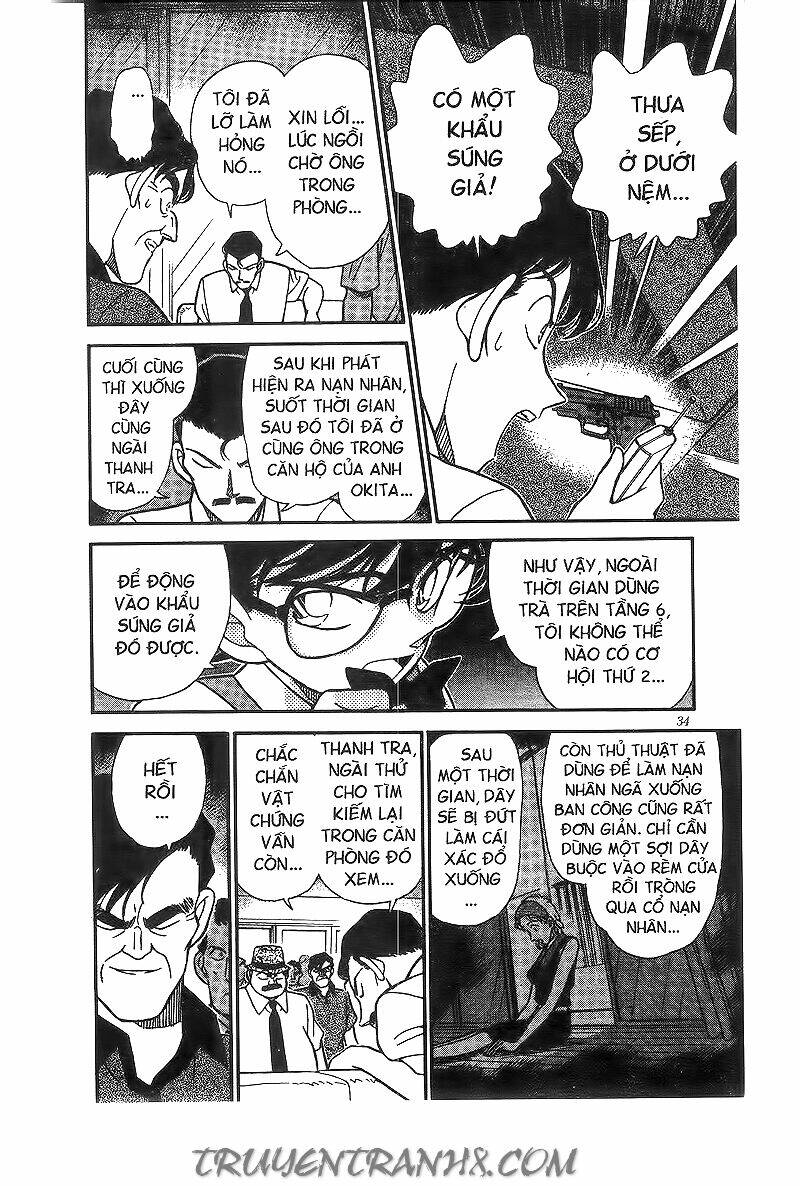 THƯA
SẾP,
Ở DƯỚI
NỆM...
CÓ MỘT
KHẨU
SÚNG
GIẢ!
XIN LỖI...
LÚC NGỒI
CHỜ ÔNG
TRONG
PHÒNG...
TÔI ĐÃ
LỠ LÀM
HỎNG
NÓ...
...
SAU KHI PHÁT
HIỆN RA NẠN NHÂN,
SUỐT THỜI GIAN
SAU ĐÓ TÔI ĐÃ Ở
CÙNG ÔNG TRONG
CĂN HỘ CỦA ANH
OKITA...
CUỐI CÙNG
THÌ XUỐNG
ĐÂY
CÙNG
NGÀI
THANH
TRA...
NHƯ VẬY, NGOÀI
THỜI GIAN DÙNG
TRÀ TRÊN TẦNG 6,
TÔI KHÔNG THỂ
NÀO CÓ CƠ
HỘI THỨ 2...
ĐỂ ĐỘNG
VÀO KHẨU
SÚNG GIẢ
ĐÓ ĐƯỢC.
34
CÒN THỦ THUẬT ĐÃ
DÙNG ĐỂ LÀM NẠN
NHÂN NGÃ XUỐNG
BAN CÔNG CŨNG RẤT
ĐƠN GIẢN. CHỈ CẦN
DÙNG MỘT SỢI DÂY
BUỘC VÀO RÈM CỬA
RỒI TRÒNG
QUA CỔ NẠN
NHÂN...
SAU
MỘT THỜI
GIAN, DÂY
SẼ BỊ ĐỨT
LÀM CÁI
XÁC ĐỔ
XUỐNG
...
THANH TRA,
NGÀI THỬ
CHO TÌM
KIẾM LẠI
TRONG CĂN
PHÒNG ĐÓ
XEM...
CHẮC
CHẮN
VẬT
CHỨNG
VẪN
CÒN...
HẾT
RỒI
...
TRUYENTRANH8.COM